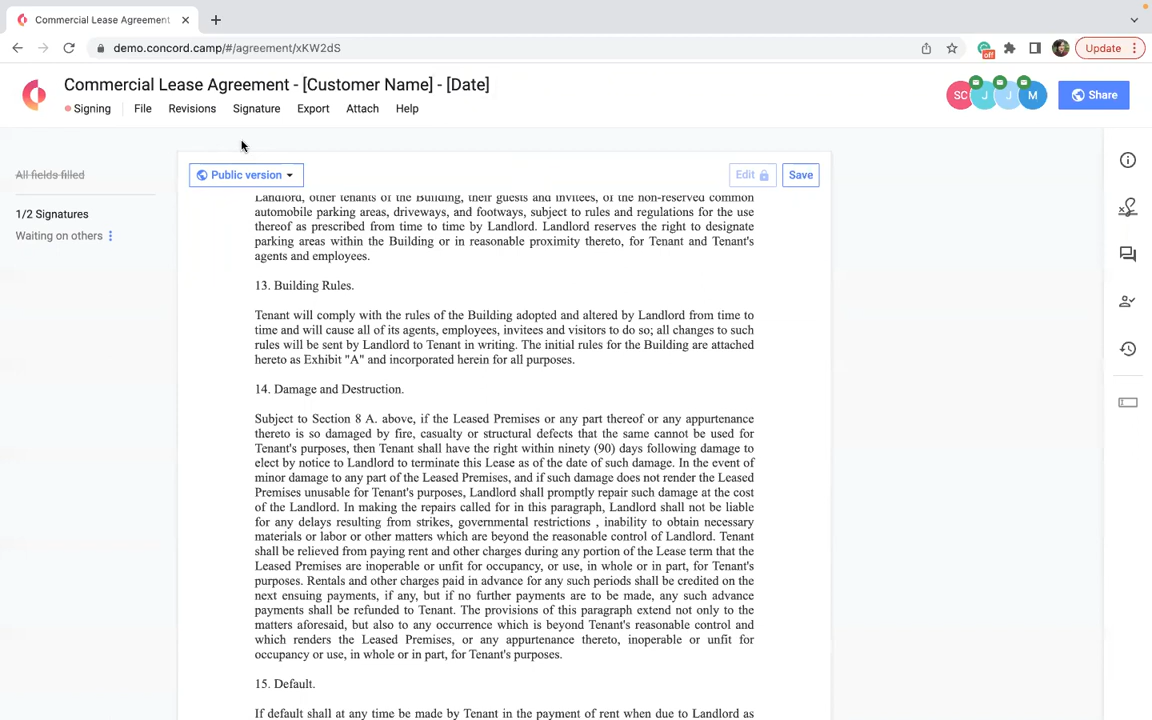 Commercial Lease Agreement
demo.concord.camp/#/agreement/xKW2dS
off
Update
Commercial Lease Agreement - [Customer Name] - [Date]
Signing File Revisions Signature Export Attach Help
SC J J M
Share
All fields filled
1/2 Signatures
Waiting on others
Public version
Edit
Save
Landlord, other tenants of the Building, their guests and invitees, of the non-reserved common
automobile parking areas, driveways, and footways, subject to rules and regulations for the use
thereof as prescribed from time to time by Landlord. Landlord reserves the right to designate
parking areas within the Building or in reasonable proximity thereto, for Tenant and Tenant's
agents and employees.
13. Building Rules.
Tenant will comply with the rules of the Building adopted and altered by Landlord from time to
time and will cause all of its agents, employees, invitees and visitors to do so; all changes to such
rules will be sent by Landlord to Tenant in writing. The initial rules for the Building are attached
hereto as Exhibit "A" and incorporated herein for all purposes.
14. Damage and Destruction.
Subject to Section 8 A. above, if the Leased Premises or any part thereof or any appurtenance
thereto is so damaged by fire, casualty or structural defects that the same cannot be used for
Tenant's purposes, then Tenant shall have the right within ninety (90) days following damage to
elect by notice to Landlord to terminate this Lease as of the date of such damage. In the event of
minor damage to any part of the Leased Premises, and if such damage does not render the Leased
Premises unusable for Tenant's purposes, Landlord shall promptly repair such damage at the cost
of the Landlord. In making the repairs called for in this paragraph, Landlord shall not be liable
for any delays resulting from strikes, governmental restrictions , inability to obtain necessary
materials or labor or other matters which are beyond the reasonable control of Landlord. Tenant
shall be relieved from paying rent and other charges during any portion of the Lease term that the
Leased Premises are inoperable or unfit for occupancy, or use, in whole or in part, for Tenant's
purposes. Rentals and other charges paid in advance for any such periods shall be credited on the
next ensuing payments, if any, but if no further payments are to be made, any such advance
payments shall be refunded to Tenant. The provisions of this paragraph extend not only to the
matters aforesaid, but also to any occurrence which is beyond Tenant's reasonable control and
which renders the Leased Premises, or any appurtenance thereto, inoperable or unfit for
occupancy or use, in whole or in part, for Tenant's purposes.
15. Default.
If default shall at any time be made by Tenant in the payment of rent when due to Landlord as